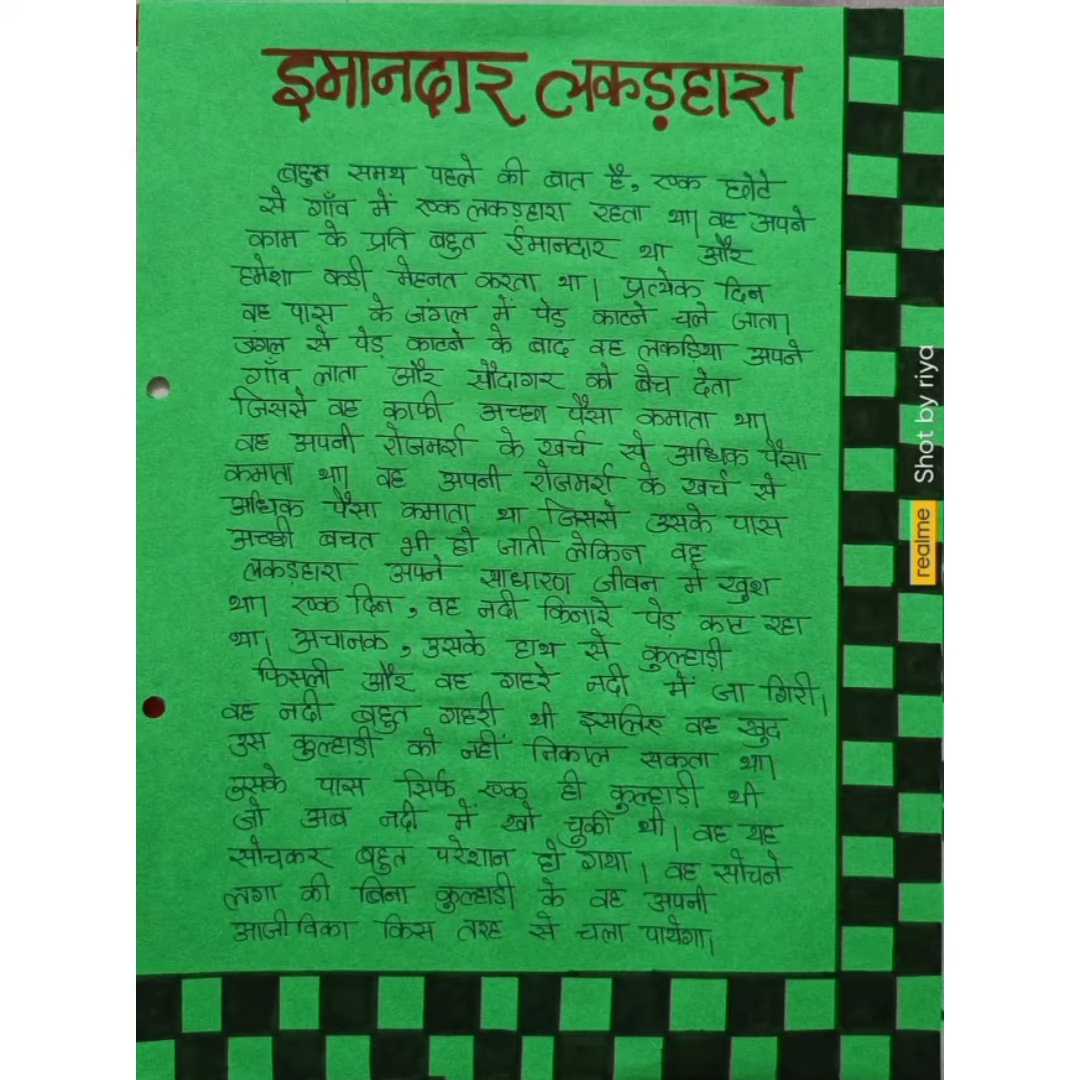 इमानदार लकड़हारा
बहुत समय पहले की बात है, एक छोटे
से गाँव में एक लकड़हारा रहता था। वह अपने
काम के प्रति बहुत ईमानदार था और
हमेशा कडी मेहनत करता था। प्रत्येक दिन
वह पास के जंगल में पेड़ काटने चले जाता।
जंगल से पेड़ काटने के बाद वह लकडिया अपने
गाँव लाता और सौदागर को बेच देता
जिससे वह काफी अच्छा पैसा कमाता था।
वह अपनी रोजमर्रा के खर्च से अधिक पैसा
कमाता था। वह अपनी रोजमर्रा के खर्च से
अधिक पैसा कमाता था जिससे उसके पास
अच्छी बचत भी हो जाती लेकिन वह
लकड़हारा अपने साधारण जीवन में खुश
था। एक दिन, वह नदी किनारे पेड़ काट रहा
था। अचानक, उसके हाथ से कुल्हाड़ी
फिसली और वह गहरे नदी में जा गिरी।
वह नदी बहुत गहरी थी इसलिए वह खुद
उस कुल्हाडी को नहीं निकाल सकता था।
उसके पास सिर्फ एक ही कुल्हाड़ी थी
जो अब नदी में खो चुकी थी। वह यह
सोचकर बहुत परेशान हो गया। वह सोचने
लगा की बिना कुल्हाड़ी के वह अपनी
आजीविका किस तरह से चला पायेगा।
realme Shot by riya